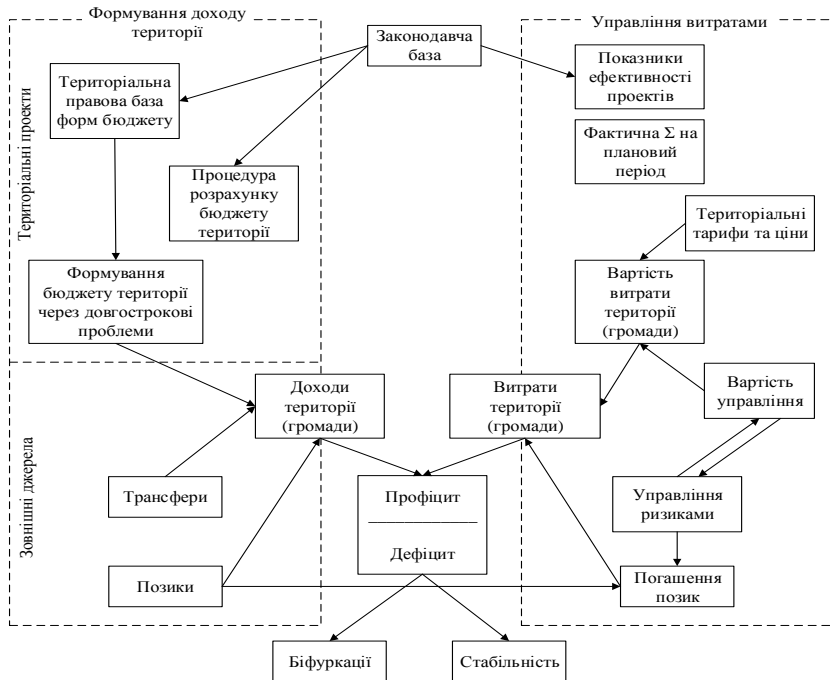 Формування доходу
території
Територіальні проекти
Територіальна
правова база
форм бюджету
Процедура
розрахунку
бюджету
території
Формування
бюджету території
через довгострокові
проблеми
Законодавча
база
Управління витратами
Показники
ефективності
проектів
Фактична Σ на
плановий
період
Територіальні
тарифи та ціни
Вартість
витрати
території
(громади)
Зовнішні джерела
Доходи
території
(громади)
Витрати
території
(громади)
Вартість
управління
Трансфери
Профіцит
Дефіцит
Управління
ризиками
Позики
Погашення
позик
Біфуркації
Стабільність